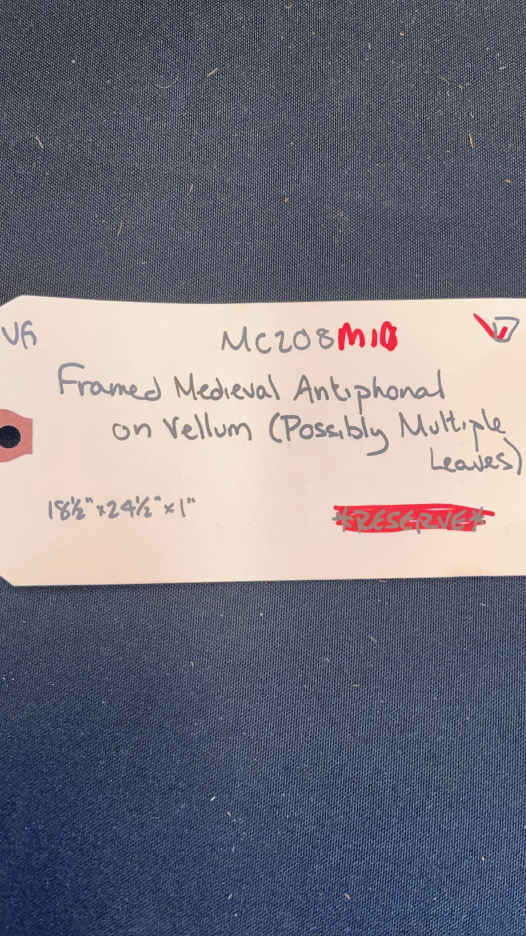 VG MC208M10
Framed Medieval Antiphonal
on Vellum (Possibly Multiple
Leaves)
18½"x24½"x1"
*RESERVE*